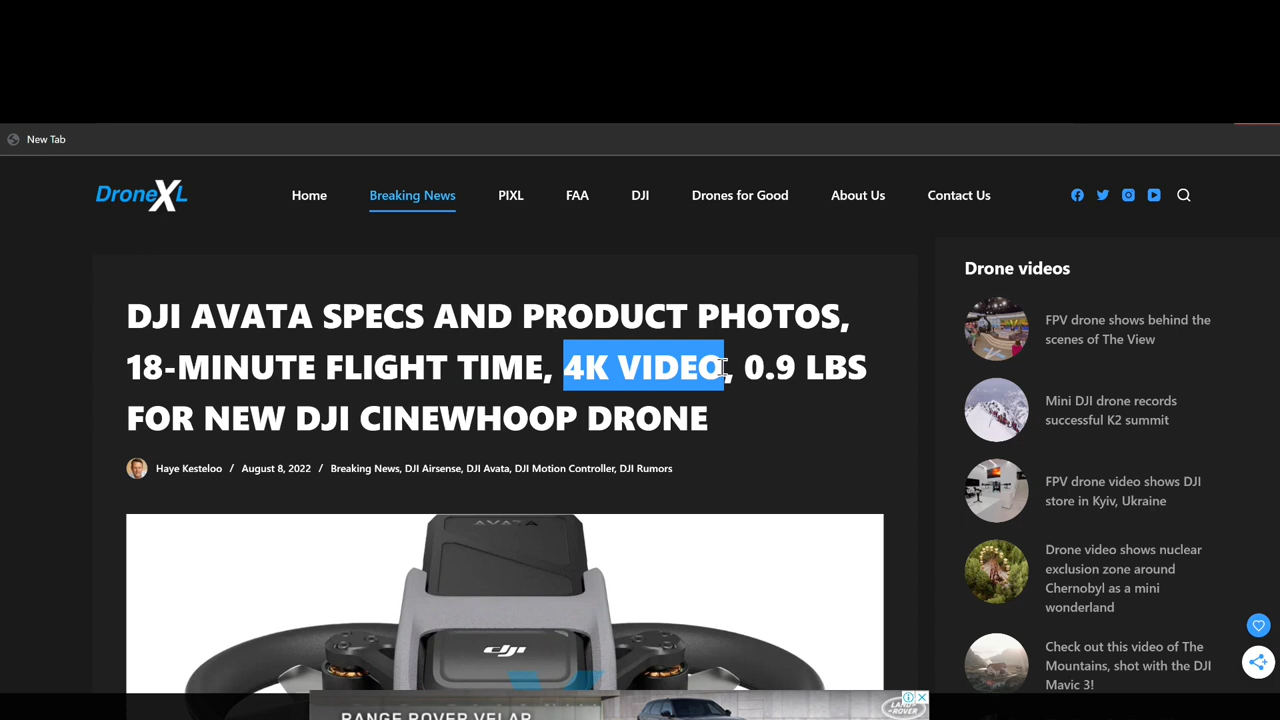 New Tab
DroneXL
Home Breaking News PIXL FAA DJI Drones for Good About Us Contact Us
DJI AVATA SPECS AND PRODUCT PHOTOS,
18-MINUTE FLIGHT TIME, 4K VIDEO, 0.9 LBS
FOR NEW DJI CINEWHOOP DRONE
Haye Kesteloo / August 8, 2022 / Breaking News, DJI Airsense, DJI Avata, DJI Motion Controller, DJI Rumors
AVATA
dji
RANGE ROVER VELAR
LAND ROVER
Drone videos
FPV drone shows behind the
scenes of The View
Mini DJI drone records
successful K2 summit
FPV drone video shows DJI
store in Kyiv, Ukraine
Drone video shows nuclear
exclusion zone around
Chernobyl as a mini
wonderland
Check out this video of The
Mountains, shot with the DJI
Mavic 3!